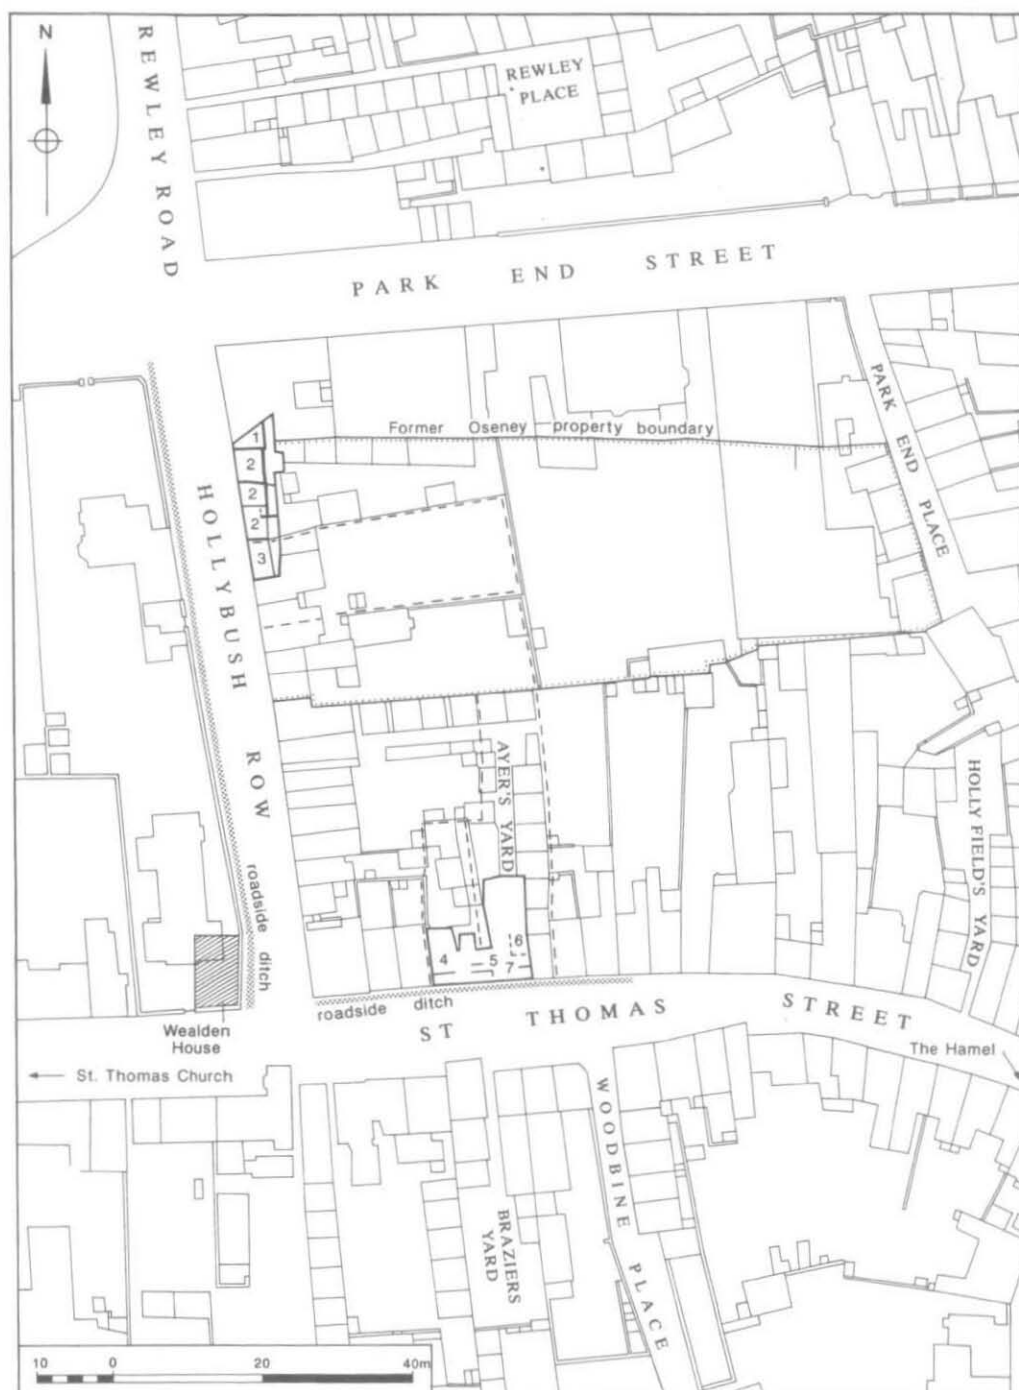 N
REWLEY ROAD
REWLEY
PLACE
PARK END STREET
PARK END PLACE
Former Oseney property boundary
1
2
2
2
3
HOLLYBUSH ROW
AYER'S YARD
HOLLYFIELD'S YARD
roadside ditch
4
5
6
7
roadside ditch
ST THOMAS STREET
Wealden
House
The Hamel
St. Thomas Church
WOODBINE PLACE
BRAZIERS
YARD
10 0 20 40m